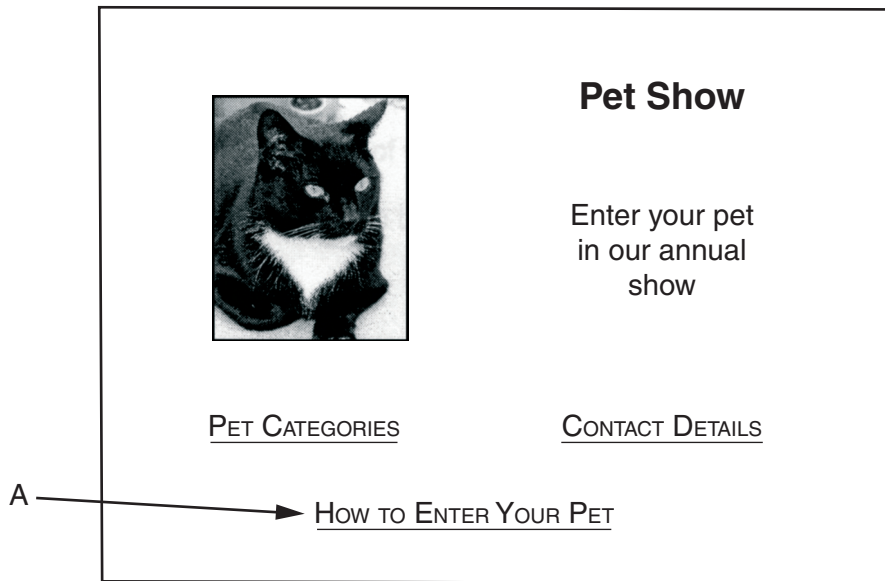 Pet Show
Enter your pet
in our annual
show
PET CATEGORIES
CONTACT DETAILS
A
HOW TO ENTER YOUR PET